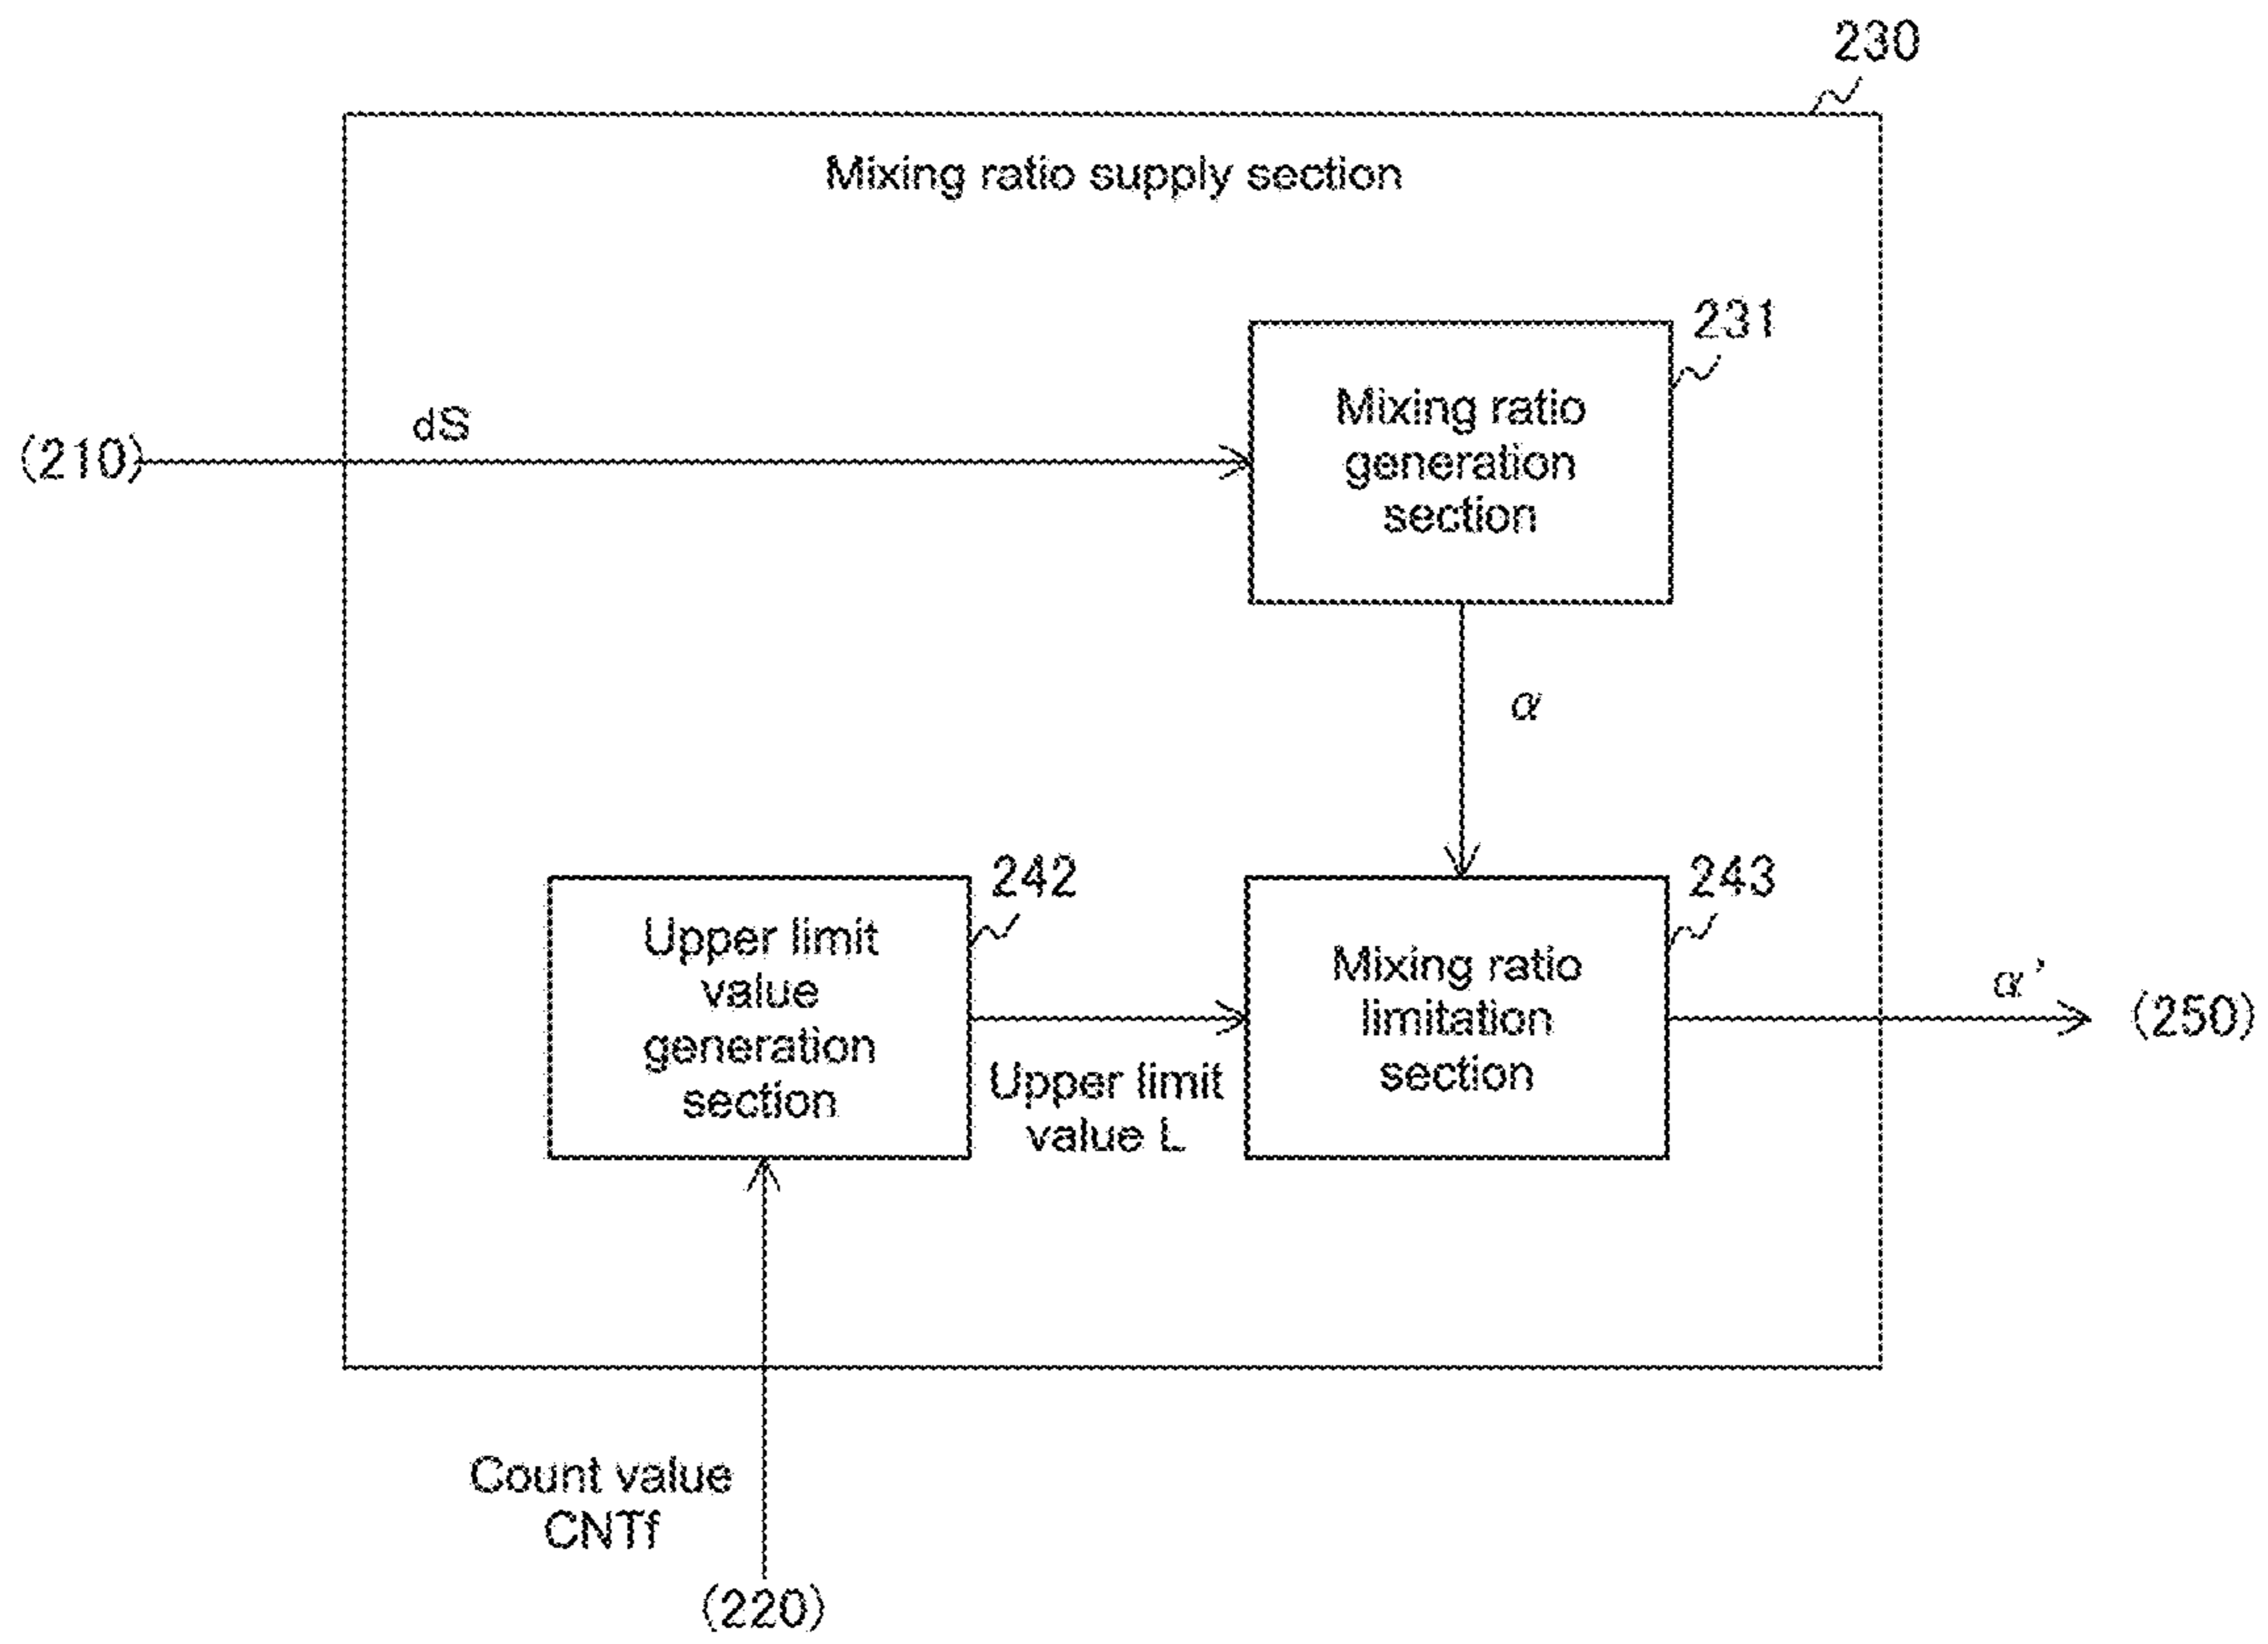 230
Mixing ratio supply section
231
Mixing ratio
generation
section
dS
(210)
α
242
Upper limit
value
generation
section
243
Mixing ratio
limitation
section
α’
(250)
Upper limit
value L
Count value
CNTf
(220)